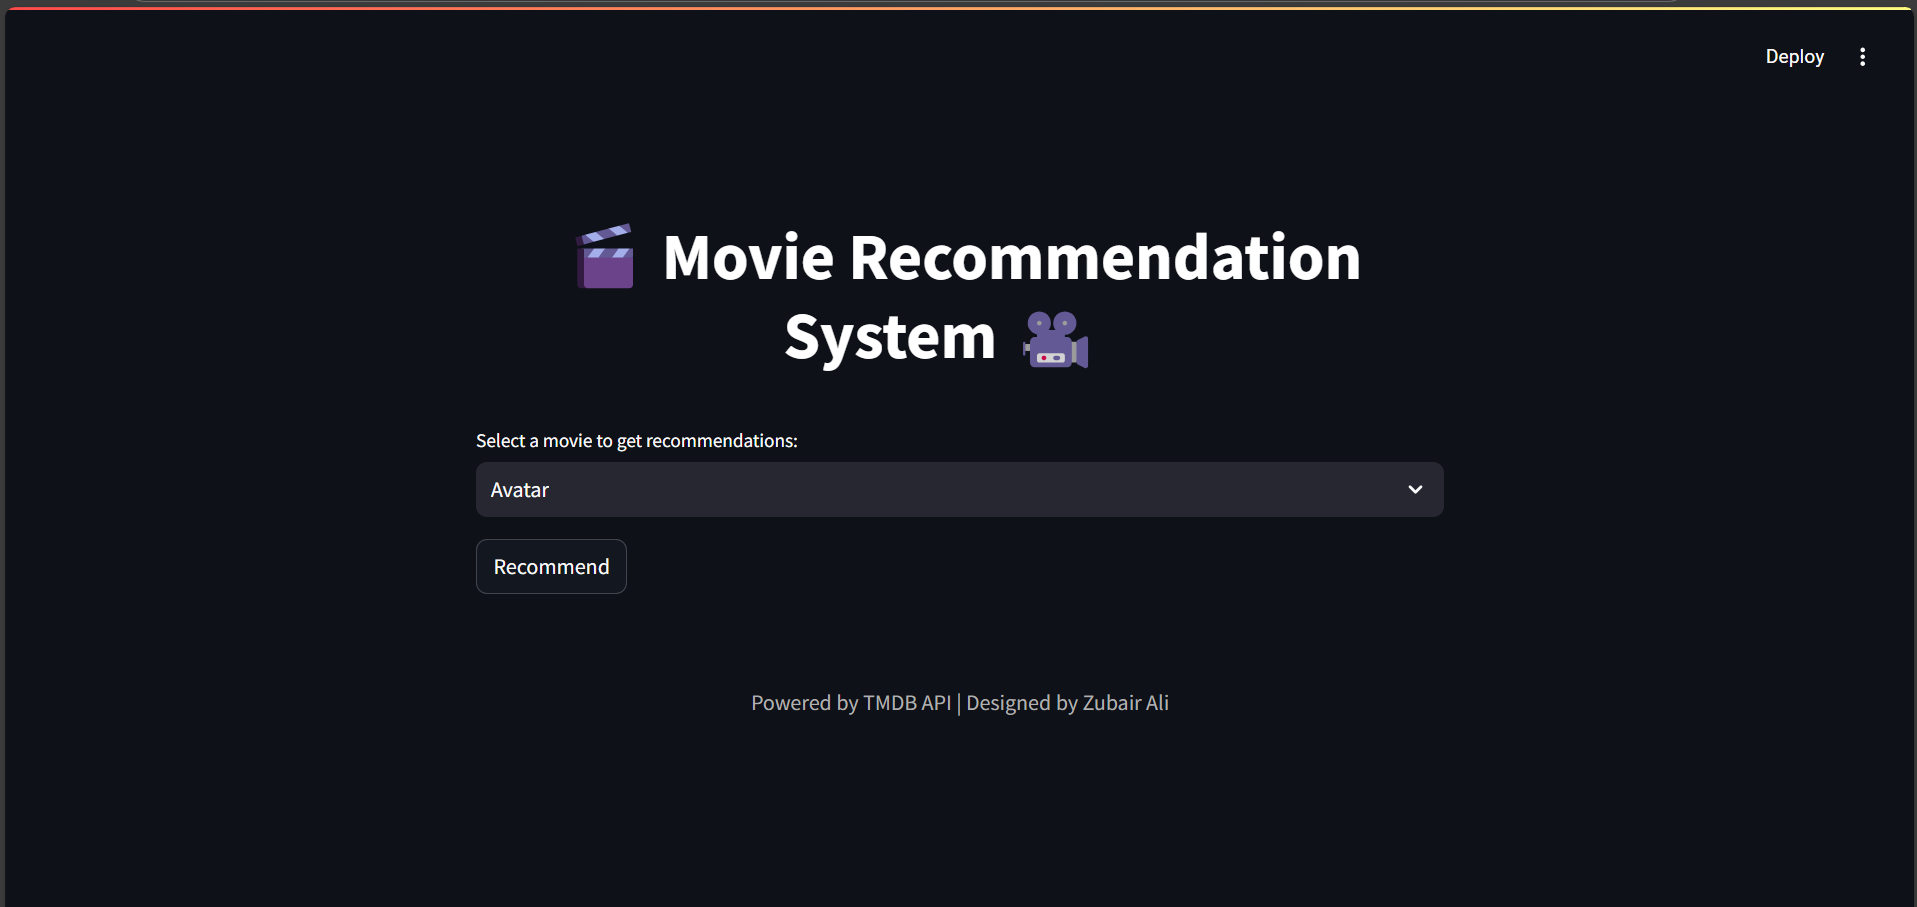 Deploy
Movie Recommendation
System
Select a movie to get recommendations:
Avatar
Recommend
Powered by TMDB API | Designed by Zubair Ali